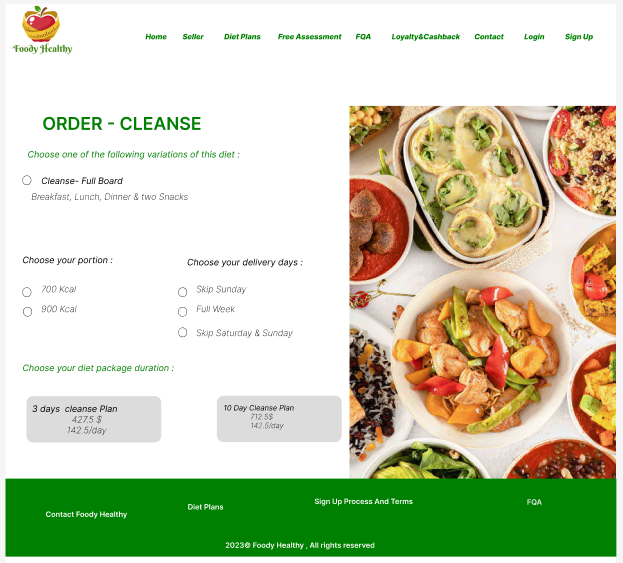 Foody Healthy
Home Seller Diet Plans Free Assessment FQA Loyalty&Cashback Contact Login Sign Up
ORDER - CLEANSE
Choose one of the following variations of this diet :
Cleanse- Full Board
Breakfast, Lunch, Dinner & two Snacks
Choose your portion :
700 Kcal
900 Kcal
Choose your delivery days :
Skip Sunday
Full Week
Skip Saturday & Sunday
Choose your diet package duration :
3 days cleanse Plan
427.5 $
142.5/day
10 Day Cleanse Plan
712.5$
142.5/day
Contact Foody Healthy
Diet Plans
Sign Up Process And Terms
FQA
2023© Foody Healthy , All rights reserved